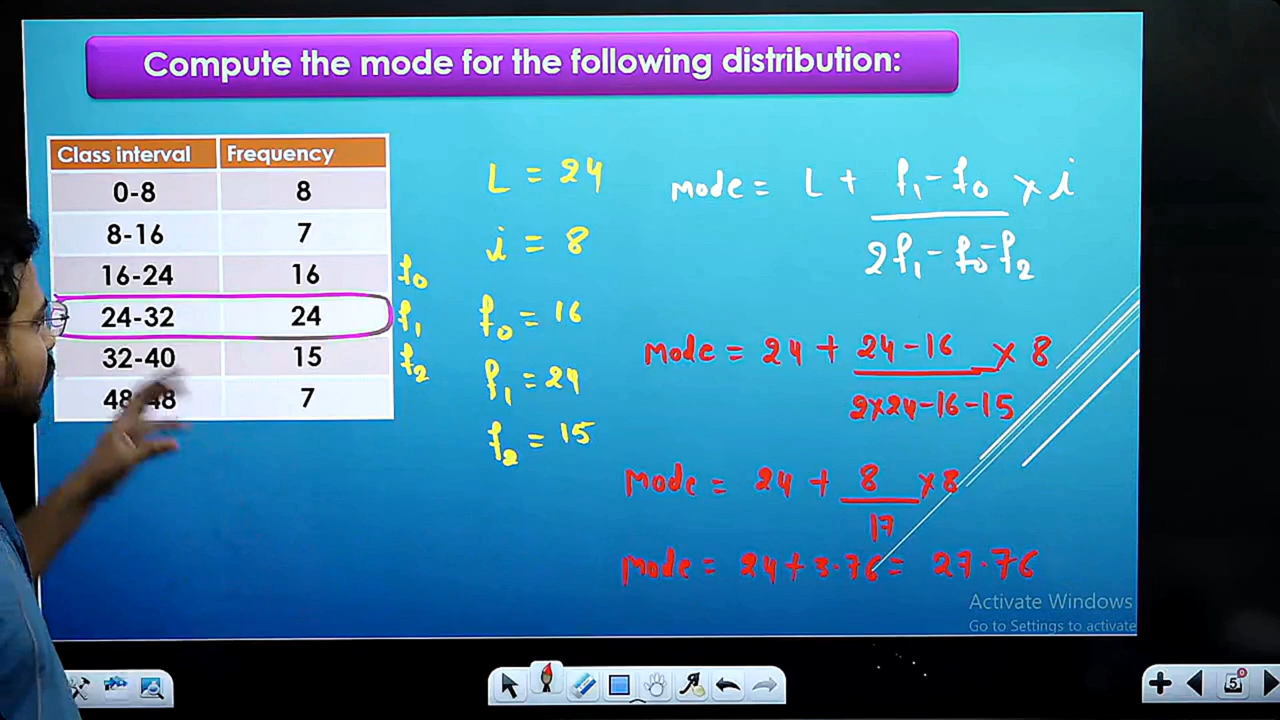 Compute the mode for the following distribution:
Class interval Frequency
0-8 8
8-16 7
16-24 16 f₀
24-32 24 f₁
32-40 15 f₂
48-48 7
L = 24
i = 8
f₀ = 16
f₁ = 24
f₂ = 15
mode = L + f₁ - f₀ × i
2f₁ - f₀ - f₂
mode = 24 + 24-16 × 8
2×24-16-15
mode = 24 + 8 ×8
17
mode = 24+3.76 = 27.76
Activate Windows
Go to Settings to activate
5